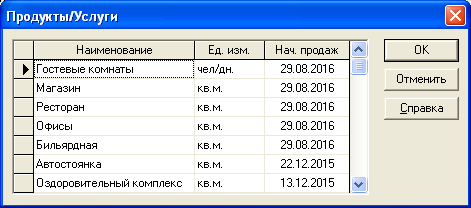 Продукты/Услуги
Наименование Ед. изм. Нач. продаж
Гостевые комнаты чел/дн. 29.08.2016
Магазин кв.м. 29.08.2016
Ресторан кв.м. 29.08.2016
Офисы кв.м. 29.08.2016
Бильярдная кв.м. 29.08.2016
Автостоянка кв.м. 22.12.2015
Оздоровительный комплекс кв.м. 13.12.2015
OK
Отменить
Справка